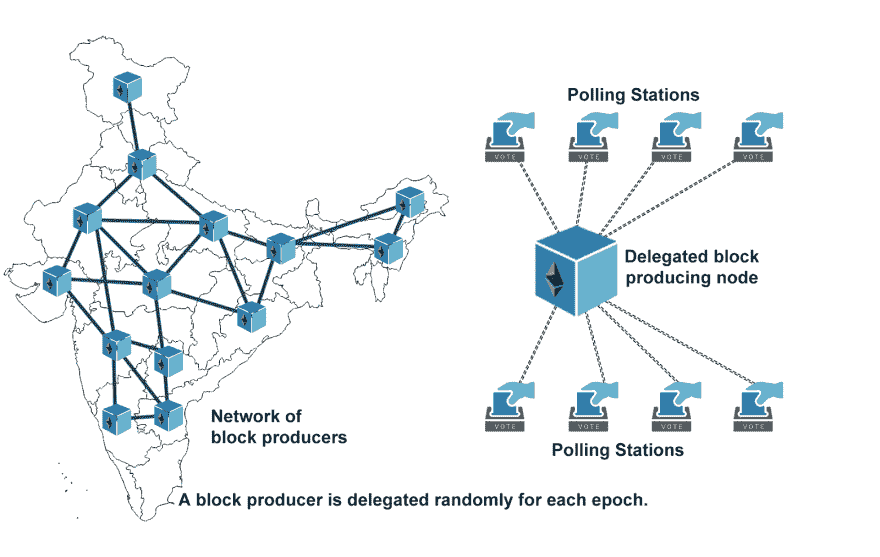 Polling Stations
VOTE VOTE VOTE VOTE
Delegated block
producing node
VOTE VOTE VOTE VOTE
Network of
block producers
Polling Stations
A block producer is delegated randomly for each epoch.